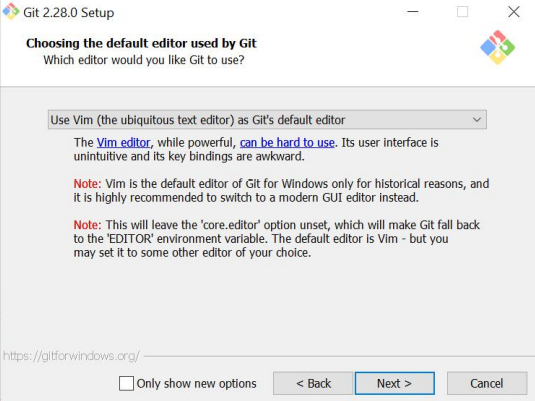 Git 2.28.0 Setup
Choosing the default editor used by Git
Which editor would you like Git to use?
Use Vim (the ubiquitous text editor) as Git's default editor
The Vim editor, while powerful, can be hard to use. Its user interface is
unintuitive and its key bindings are awkward.
Note: Vim is the default editor of Git for Windows only for historical reasons, and
it is highly recommended to switch to a modern GUI editor instead.
Note: This will leave the 'core.editor' option unset, which will make Git fall back
to the 'EDITOR' environment variable. The default editor is Vim - but you
may set it to some other editor of your choice.
https://gitforwindows.org/
Only show new options
< Back
Next >
Cancel